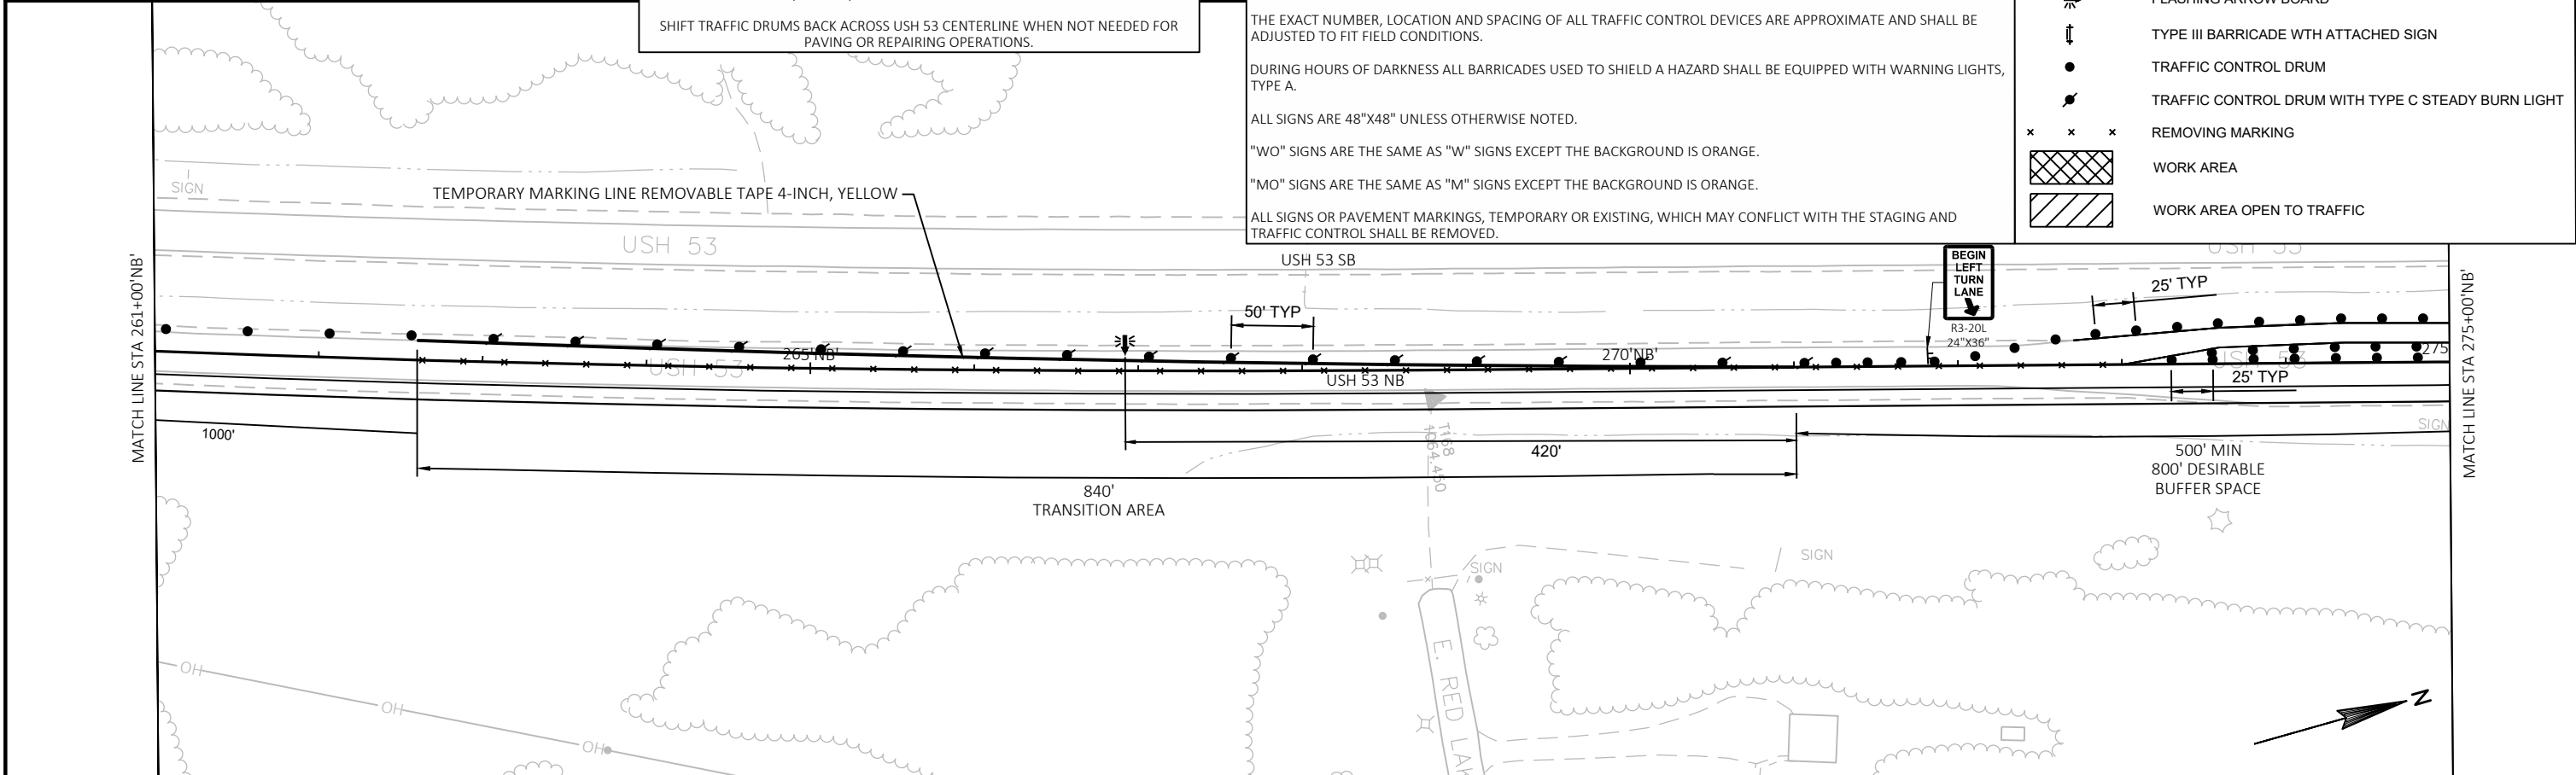 SHIFT TRAFFIC DRUMS BACK ACROSS USH 53 CENTERLINE WHEN NOT NEEDED FOR
PAVING OR REPAIRING OPERATIONS.
THE EXACT NUMBER, LOCATION AND SPACING OF ALL TRAFFIC CONTROL DEVICES ARE APPROXIMATE AND SHALL BE
ADJUSTED TO FIT FIELD CONDITIONS.
DURING HOURS OF DARKNESS ALL BARRICADES USED TO SHIELD A HAZARD SHALL BE EQUIPPED WITH WARNING LIGHTS,
TYPE A.
ALL SIGNS ARE 48"X48" UNLESS OTHERWISE NOTED.
"WO" SIGNS ARE THE SAME AS "W" SIGNS EXCEPT THE BACKGROUND IS ORANGE.
"MO" SIGNS ARE THE SAME AS "M" SIGNS EXCEPT THE BACKGROUND IS ORANGE.
ALL SIGNS OR PAVEMENT MARKINGS, TEMPORARY OR EXISTING, WHICH MAY CONFLICT WITH THE STAGING AND
TRAFFIC CONTROL SHALL BE REMOVED.
FLASHING ARROW BOARD
TYPE III BARRICADE WTH ATTACHED SIGN
TRAFFIC CONTROL DRUM
TRAFFIC CONTROL DRUM WITH TYPE C STEADY BURN LIGHT
REMOVING MARKING
WORK AREA
WORK AREA OPEN TO TRAFFIC
SIGN
TEMPORARY MARKING LINE REMOVABLE TAPE 4-INCH, YELLOW
USH 53
USH 53 SB
USH 53
MATCH LINE STA 261+00'NB'
BEGIN
LEFT
TURN
LANE
R3-20L
24"X36"
25' TYP
50' TYP
265'NB'
270'NB'
275
USH 53
USH 53 NB
USH 53
25' TYP
MATCH LINE STA 275+00'NB'
1000'
420'
SIGN
500' MIN
800' DESIRABLE
BUFFER SPACE
840'
TRANSITION AREA
SIGN
SIGN
E. RED LAK
OH
OH
OH
N